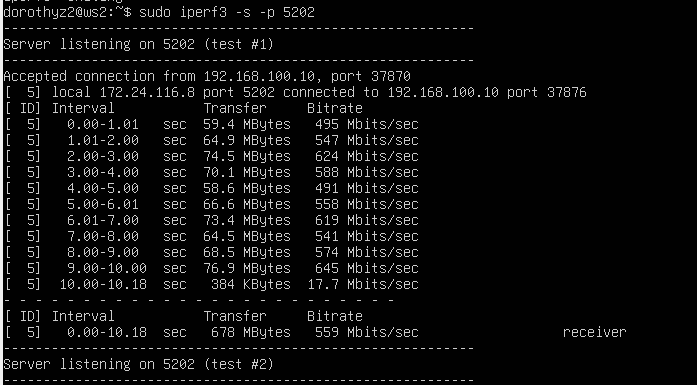 dorothyz2@ws2:~$ sudo iperf3 -s -p 5202
-----------------------------------------------------------
Server listening on 5202 (test #1)
-----------------------------------------------------------
Accepted connection from 192.168.100.10, port 37870
[  5] local 172.24.116.8 port 5202 connected to 192.168.100.10 port 37876
[ ID] Interval           Transfer     Bitrate
[  5]   0.00-1.01   sec  59.4 MBytes   495 Mbits/sec
[  5]   1.01-2.00   sec  64.9 MBytes   547 Mbits/sec
[  5]   2.00-3.00   sec  74.5 MBytes   624 Mbits/sec
[  5]   3.00-4.00   sec  70.1 MBytes   588 Mbits/sec
[  5]   4.00-5.00   sec  58.6 MBytes   491 Mbits/sec
[  5]   5.00-6.01   sec  66.6 MBytes   558 Mbits/sec
[  5]   6.01-7.00   sec  73.4 MBytes   619 Mbits/sec
[  5]   7.00-8.00   sec  64.5 MBytes   541 Mbits/sec
[  5]   8.00-9.00   sec  68.5 MBytes   574 Mbits/sec
[  5]   9.00-10.00  sec  76.9 MBytes   645 Mbits/sec
[  5]  10.00-10.18  sec   384 KBytes  17.7 Mbits/sec
- - - - - - - - - - - - - - - - - - - - - - - - -
[ ID] Interval           Transfer     Bitrate
[  5]   0.00-10.18  sec   678 MBytes   559 Mbits/sec                  receiver
-----------------------------------------------------------
Server listening on 5202 (test #2)
-----------------------------------------------------------